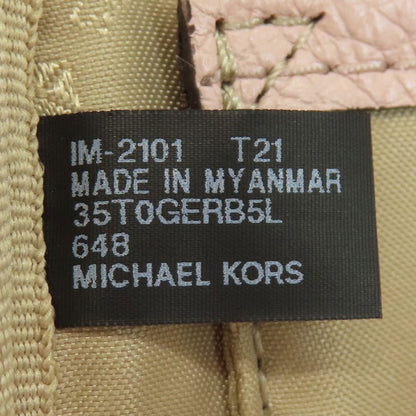 IM-2101 T21
MADE IN MYANMAR
35T0GERB5L
648
MICHAEL KORS